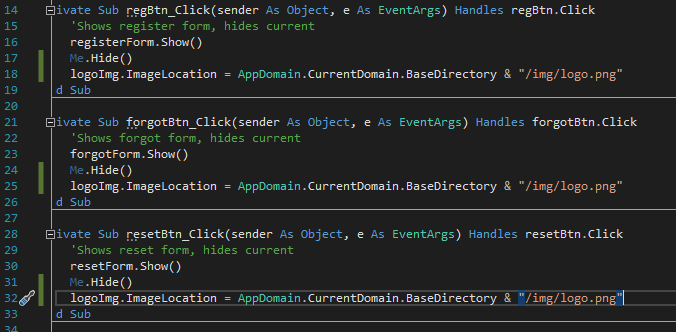 14 ivate Sub regBtn_Click(sender As Object, e As EventArgs) Handles regBtn.Click
15 'Shows register form, hides current
16 registerForm.Show()
17 Me.Hide()
18 logoImg.ImageLocation = AppDomain.CurrentDomain.BaseDirectory & "/img/logo.png"
19 d Sub
20
21 ivate Sub forgotBtn_Click(sender As Object, e As EventArgs) Handles forgotBtn.Click
22 'Shows forgot form, hides current
23 forgotForm.Show()
24 Me.Hide()
25 logoImg.ImageLocation = AppDomain.CurrentDomain.BaseDirectory & "/img/logo.png"
26 d Sub
27
28 ivate Sub resetBtn_Click(sender As Object, e As EventArgs) Handles resetBtn.Click
29 'Shows reset form, hides current
30 resetForm.Show()
31 Me.Hide()
32 logoImg.ImageLocation = AppDomain.CurrentDomain.BaseDirectory & "/img/logo.png"
33 d Sub
34